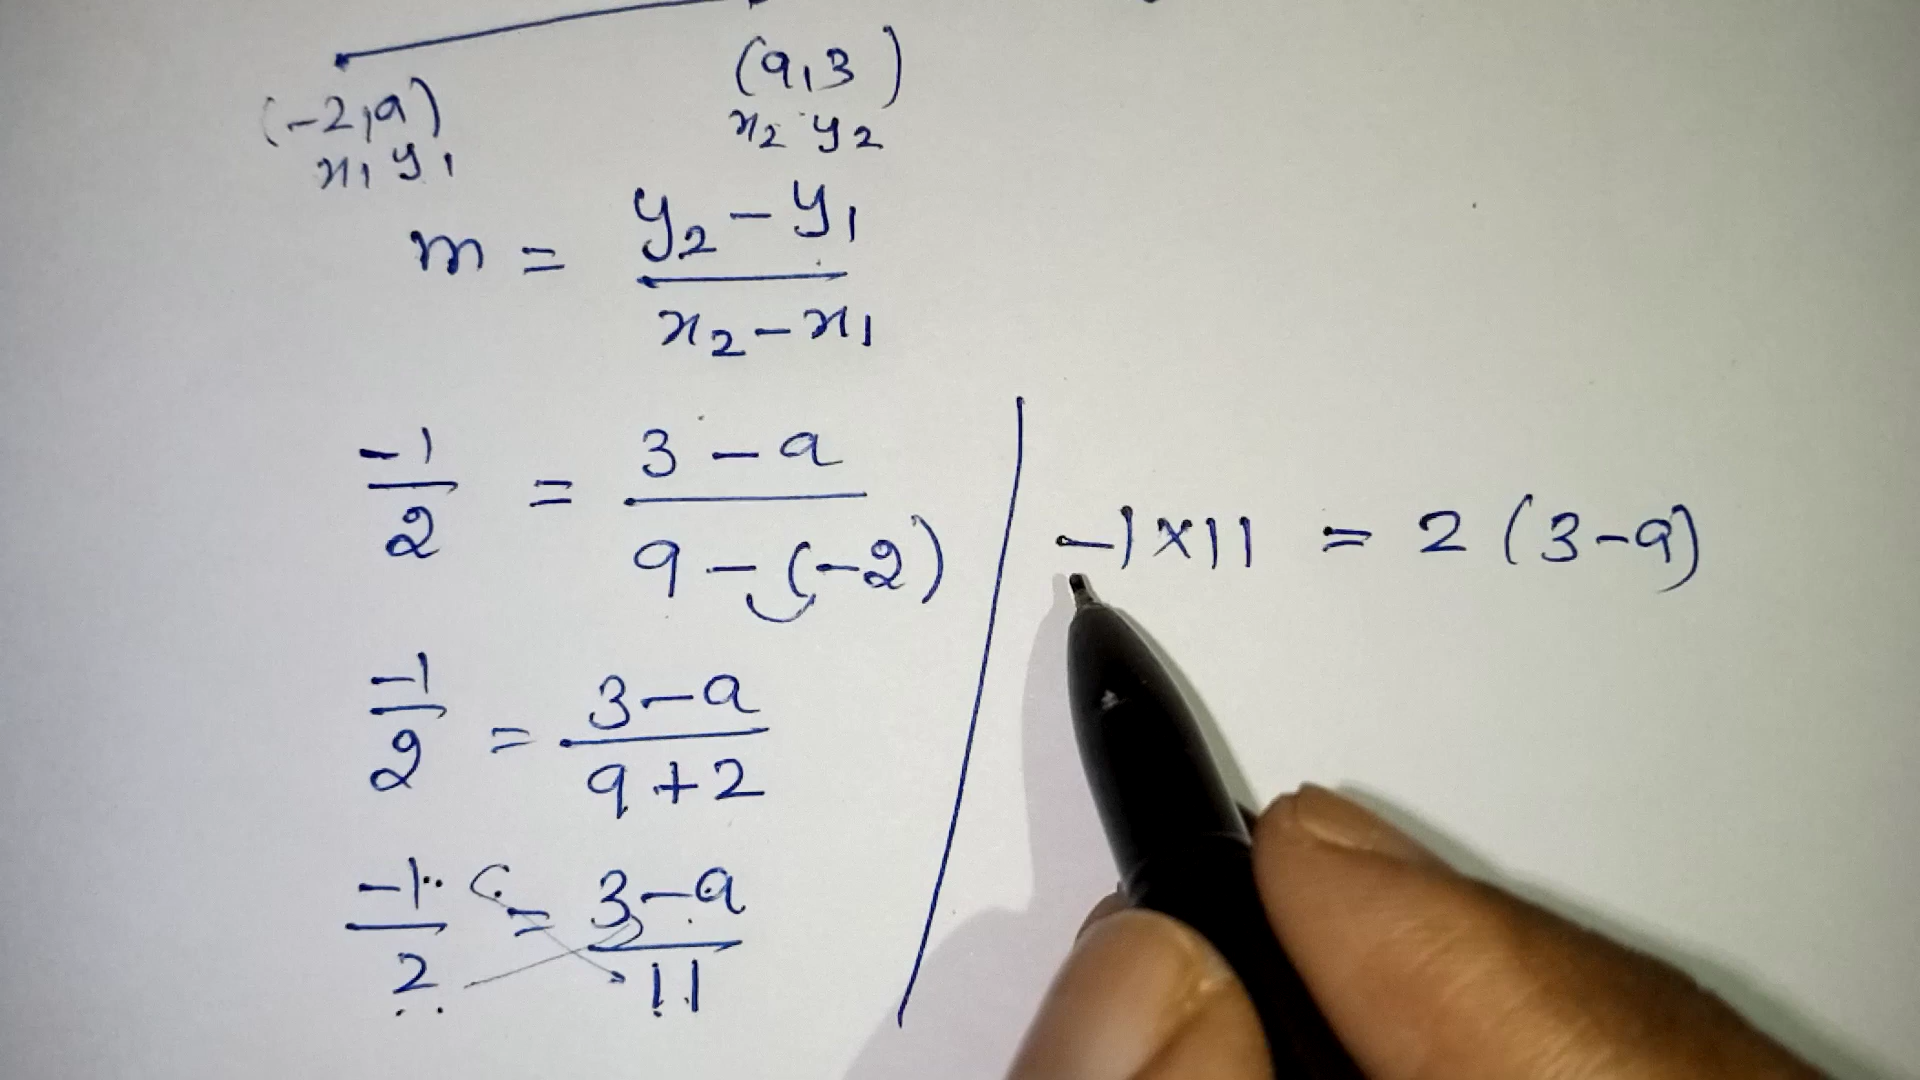 (-2,a) (9,3)
x₁ y₁ x₂ y₂
m = y₂-y₁ / x₂-x₁
-1/2 = 3-a / 9-(-2)
-1/2 = 3-a / 9+2
-1/2 = 3-a / 11
-1×11 = 2(3-a)